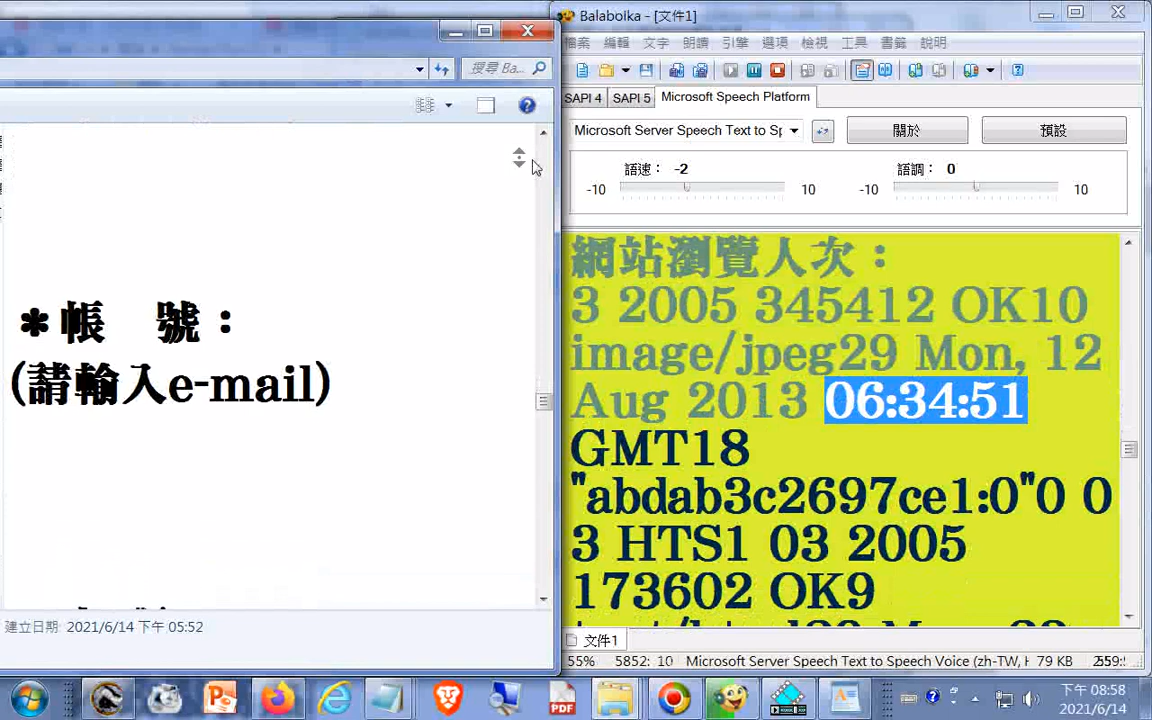 搜尋 Ba...
*帳 號：
(請輸入e-mail)
建立日期: 2021/6/14 下午 05:52
Balabolka - [文件1]
檔案 編輯 文字 朗讀 引擎 選項 檢視 工具 書籤 說明
SAPI 4 SAPI 5 Microsoft Speech Platform
Microsoft Server Speech Text to Sp
關於
預設
語速： -2
-10 10
語調： 0
-10 10
網站瀏覽人次：
3 2005 345412 OK10
image/jpeg29 Mon, 12
Aug 2013 06:34:51
GMT18
"abdab3c2697ce1:0"0 0
3 HTS1 03 2005
173602 OK9
文件1
55% 5852: 10 Microsoft Server Speech Text to Speech Voice (zh-TW, H 79 KB
PDF
下午 08:58
2021/6/14